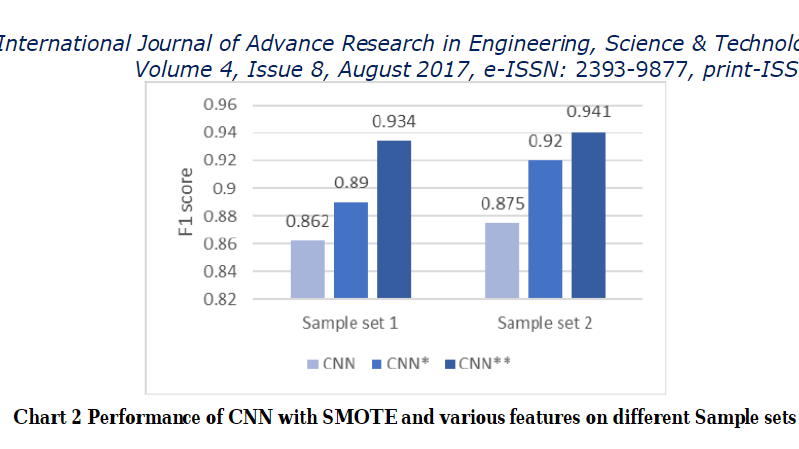 International Journal of Advance Research in Engineering, Science &
Volume 4, Issue 8, August 2017, e-ISSN: 2393-9877,
0.96
0.94
0.92
0.9
0.88
0.86
0.84
0.82
F1 score
0.862
0.89
0.934
0.875
0.92
0.941
Sample set 1
Sample set 2
CNN
CNN*
CNN**
Chart 2 Performance of CNN with SMOTE and various features on different Sample sets